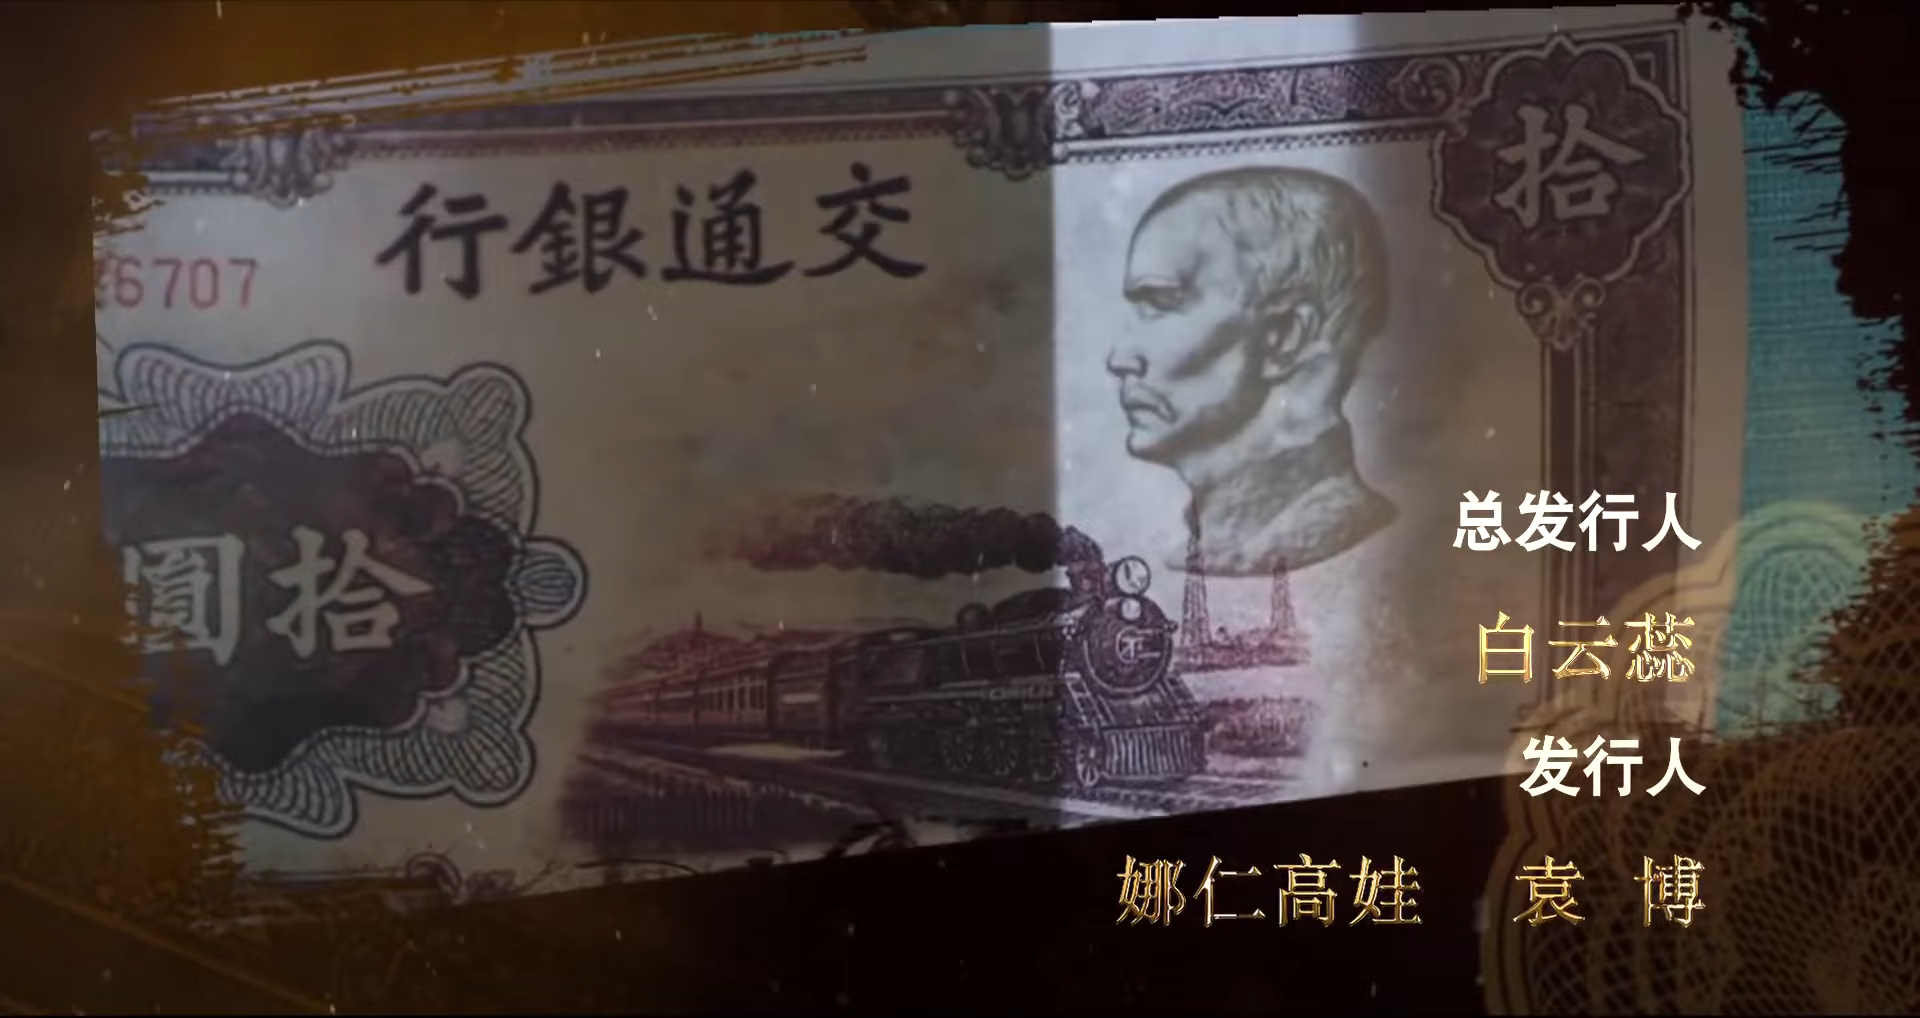 拾
行銀通交
6707
圓拾
总发行人
白云蕊
发行人
娜仁高娃 袁 博